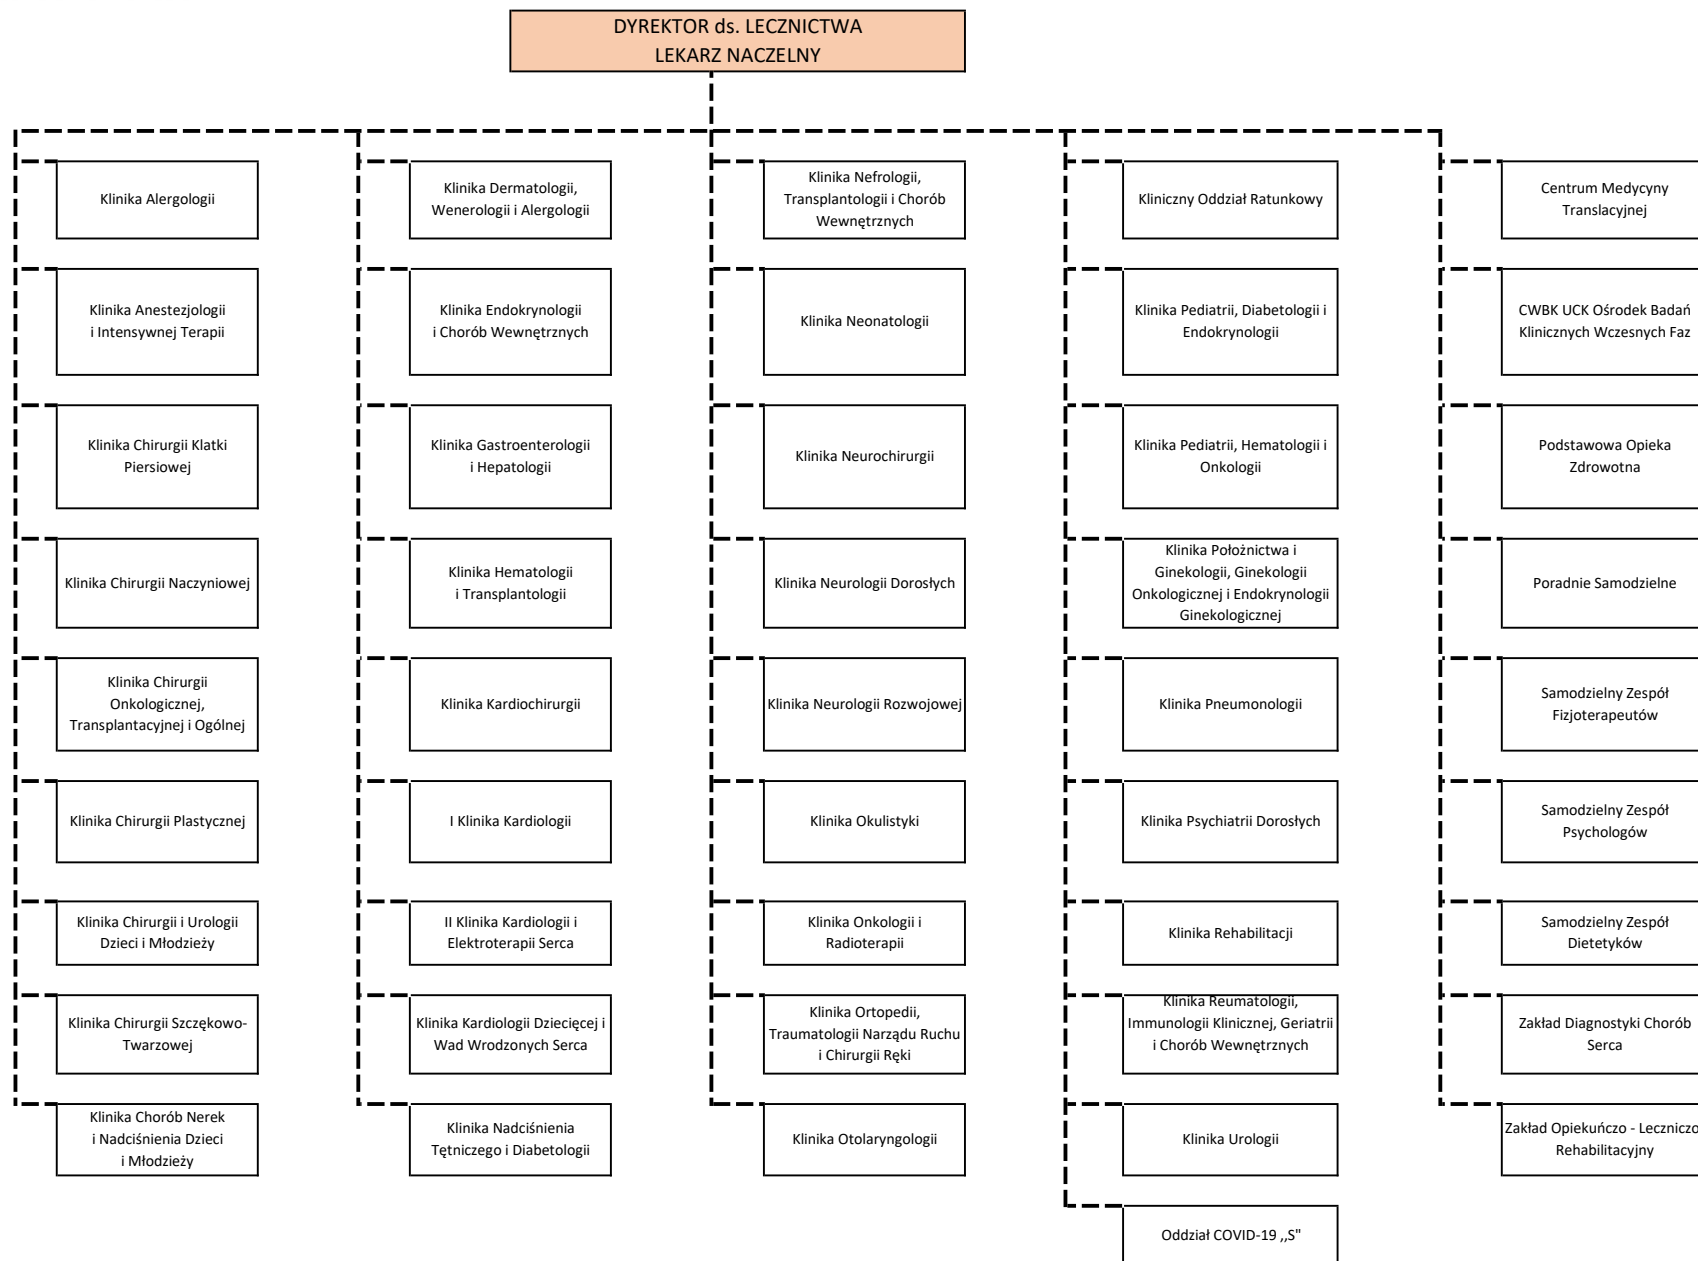 DYREKTOR ds. LECZNICTWA
LEKARZ NACZELNY
Klinika Alergologii
Klinika Dermatologii,
Wenerologii i Alergologii
Klinika Nefrologii,
Transplantologii i Chorób
Wewnętrznych
Kliniczny Oddział Ratunkowy
Centrum Medycyny
Translacyjnej
Klinika Anestezjologii
i Intensywnej Terapii
Klinika Endokrynologii
i Chorób Wewnętrznych
Klinika Neonatologii
Klinika Pediatrii, Diabetologii i
Endokrynologii
CWBK UCK Ośrodek Badań
Klinicznych Wczesnych Faz
Klinika Chirurgii Klatki
Piersiowej
Klinika Gastroenterologii
i Hepatologii
Klinika Neurochirurgii
Klinika Pediatrii, Hematologii i
Onkologii
Podstawowa Opieka
Zdrowotna
Klinika Chirurgii Naczyniowej
Klinika Hematologii
i Transplantologii
Klinika Neurologii Dorosłych
Klinika Położnictwa i
Ginekologii, Ginekologii
Onkologicznej i Endokrynologii
Ginekologicznej
Poradnie Samodzielne
Klinika Chirurgii
Onkologicznej,
Transplantacyjnej i Ogólnej
Klinika Kardiochirurgii
Klinika Neurologii Rozwojowej
Klinika Pneumonologii
Samodzielny Zespół
Fizjoterapeutów
Klinika Chirurgii Plastycznej
I Klinika Kardiologii
Klinika Okulistyki
Klinika Psychiatrii Dorosłych
Samodzielny Zespół
Psychologów
Klinika Chirurgii i Urologii
Dzieci i Młodzieży
II Klinika Kardiologii i
Elektroterapii Serca
Klinika Onkologii i
Radioterapii
Klinika Rehabilitacji
Samodzielny Zespół
Dietetyków
Klinika Chirurgii Szczękowo-
Twarzowej
Klinika Kardiologii Dziecięcej i
Wad Wrodzonych Serca
Klinika Ortopedii,
Traumatologii Narządu Ruchu
i Chirurgii Ręki
Klinika Reumatologii,
Immunologii Klinicznej, Geriatrii
i Chorób Wewnętrznych
Zakład Diagnostyki Chorób
Serca
Klinika Chorób Nerek
i Nadciśnienia Dzieci
i Młodzieży
Klinika Nadciśnienia
Tętniczego i Diabetologii
Klinika Otolaryngologii
Klinika Urologii
Zakład Opiekuńczo - Leczniczo
Rehabilitacyjny
Oddział COVID-19 ,,S"